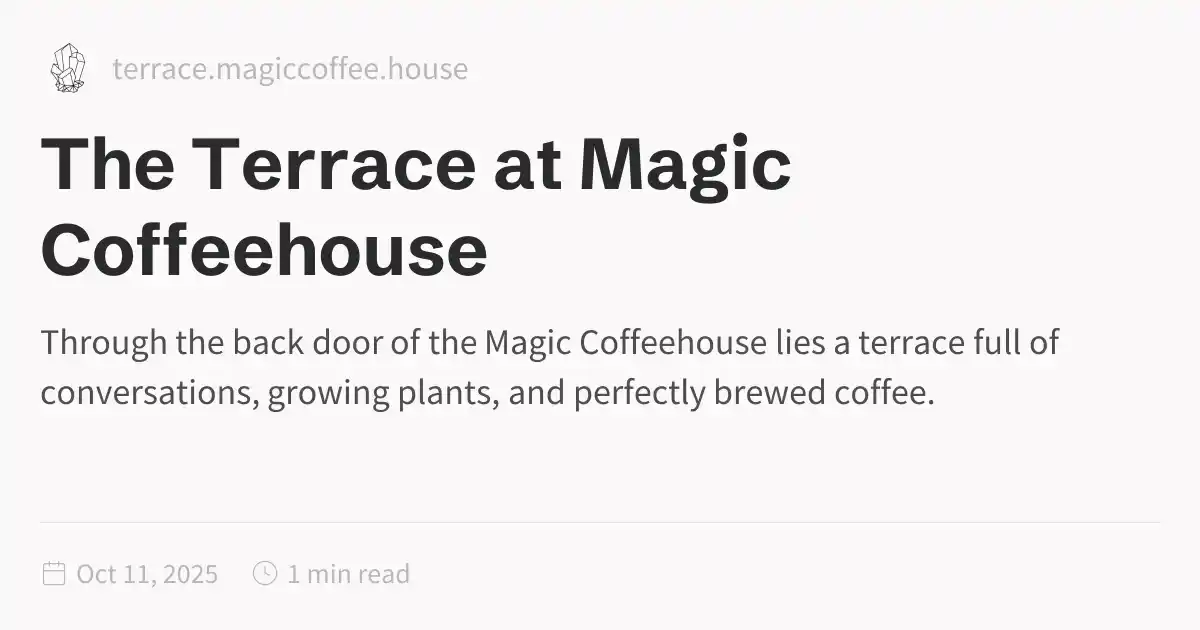 terrace.magiccoffee.house
The Terrace at Magic
Coffeehouse
Through the back door of the Magic Coffeehouse lies a terrace full of
conversations, growing plants, and perfectly brewed coffee.
Oct 11, 2025 1 min read